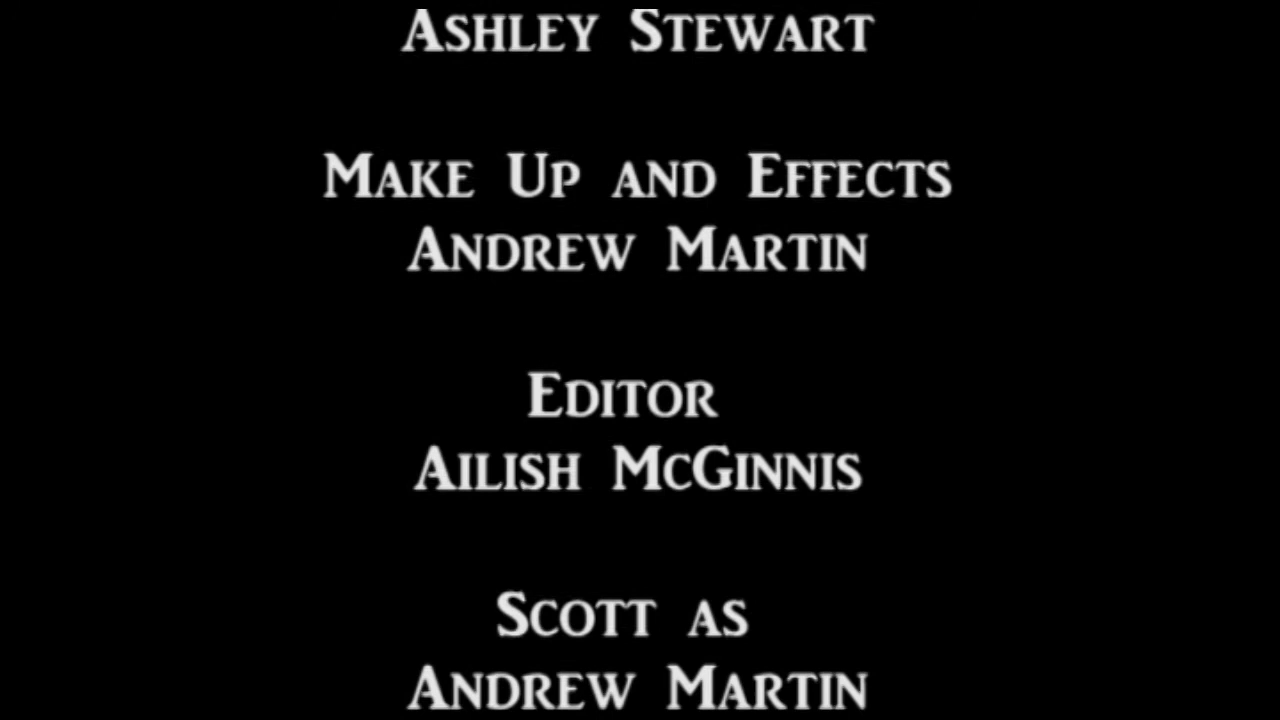 Ashley Stewart
Make Up and Effects
Andrew Martin
Editor
Ailish McGinnis
Scott as
Andrew Martin